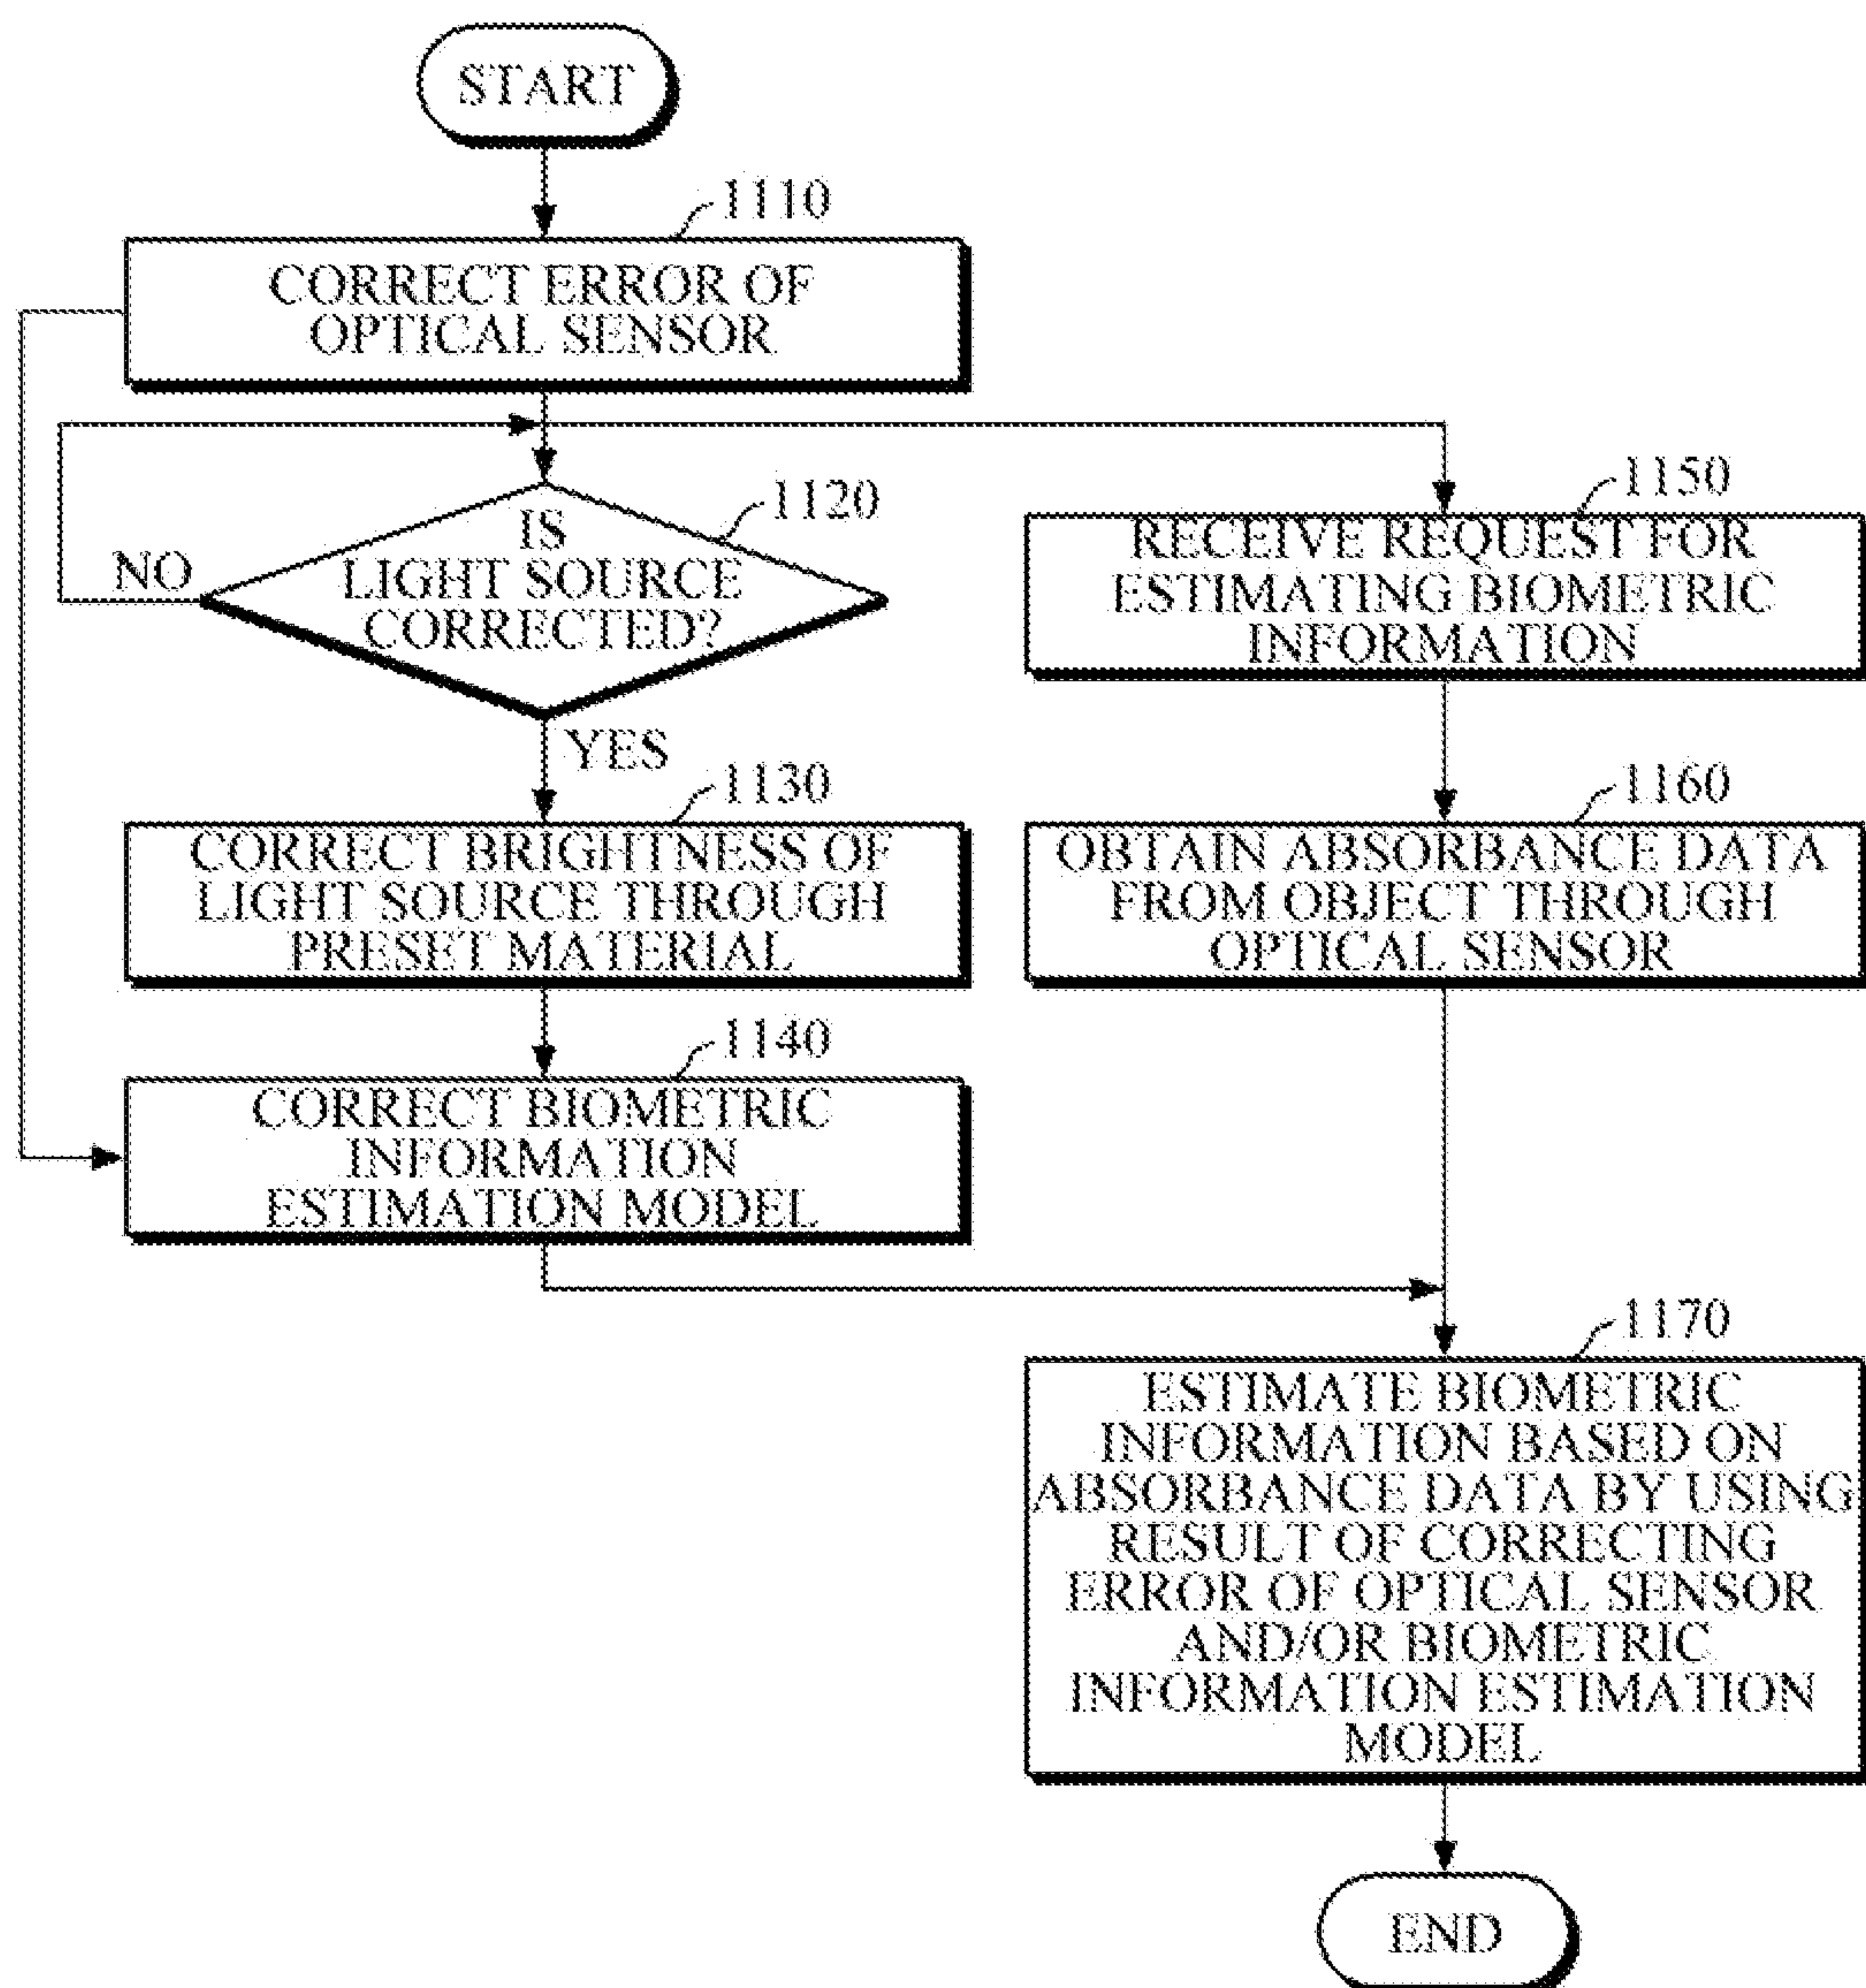 START
1110
CORRECT ERROR OF
OPTICAL SENSOR
1120
IS
LIGHT SOURCE
CORRECTED?
NO
YES
1130
CORRECT BRIGHTNESS OF
LIGHT SOURCE THROUGH
PRESET MATERIAL
1140
CORRECT BIOMETRIC
INFORMATION
ESTIMATION MODEL
1150
RECEIVE REQUEST FOR
ESTIMATING BIOMETRIC
INFORMATION
1160
OBTAIN ABSORBANCE DATA
FROM OBJECT THROUGH
OPTICAL SENSOR
1170
ESTIMATE BIOMETRIC
INFORMATION BASED ON
ABSORBANCE DATA BY USING
RESULT OF CORRECTING
ERROR OF OPTICAL SENSOR
AND/OR BIOMETRIC
INFORMATION ESTIMATION
MODEL
END